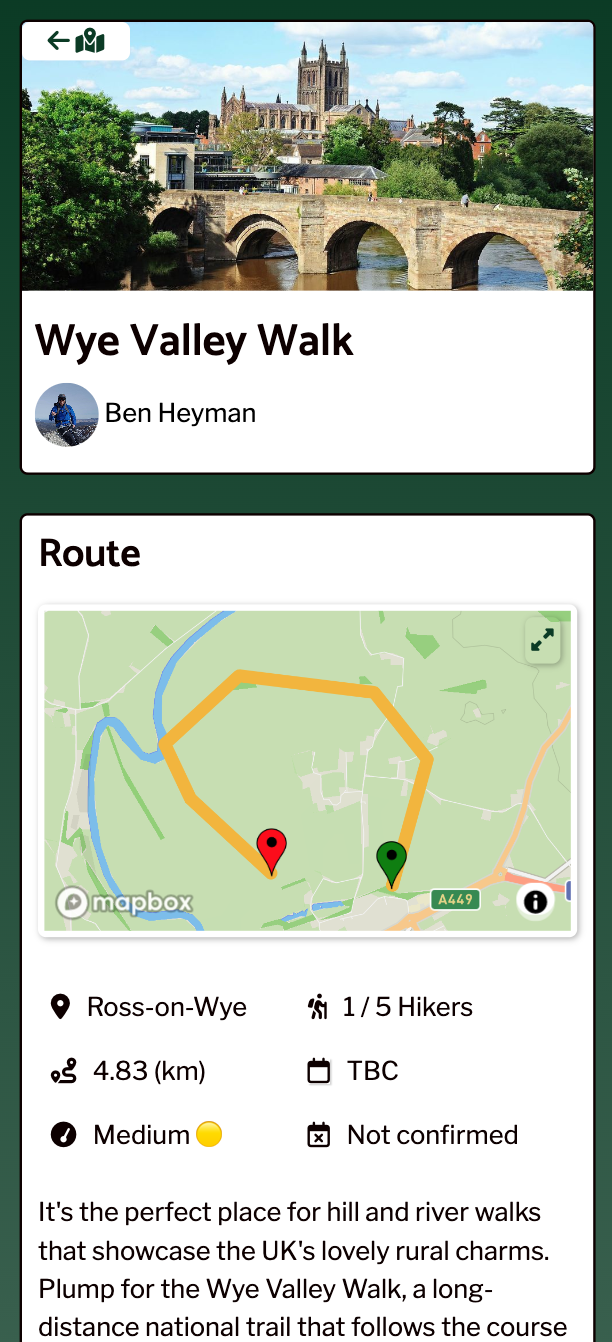 Wye Valley Walk
Ben Heyman
Route
A449
mapbox
Ross-on-Wye
1 / 5 Hikers
4.83 (km)
TBC
Medium
Not confirmed
It's the perfect place for hill and river walks
that showcase the UK's lovely rural charms.
Plump for the Wye Valley Walk, a long-
distance national trail that follows the course